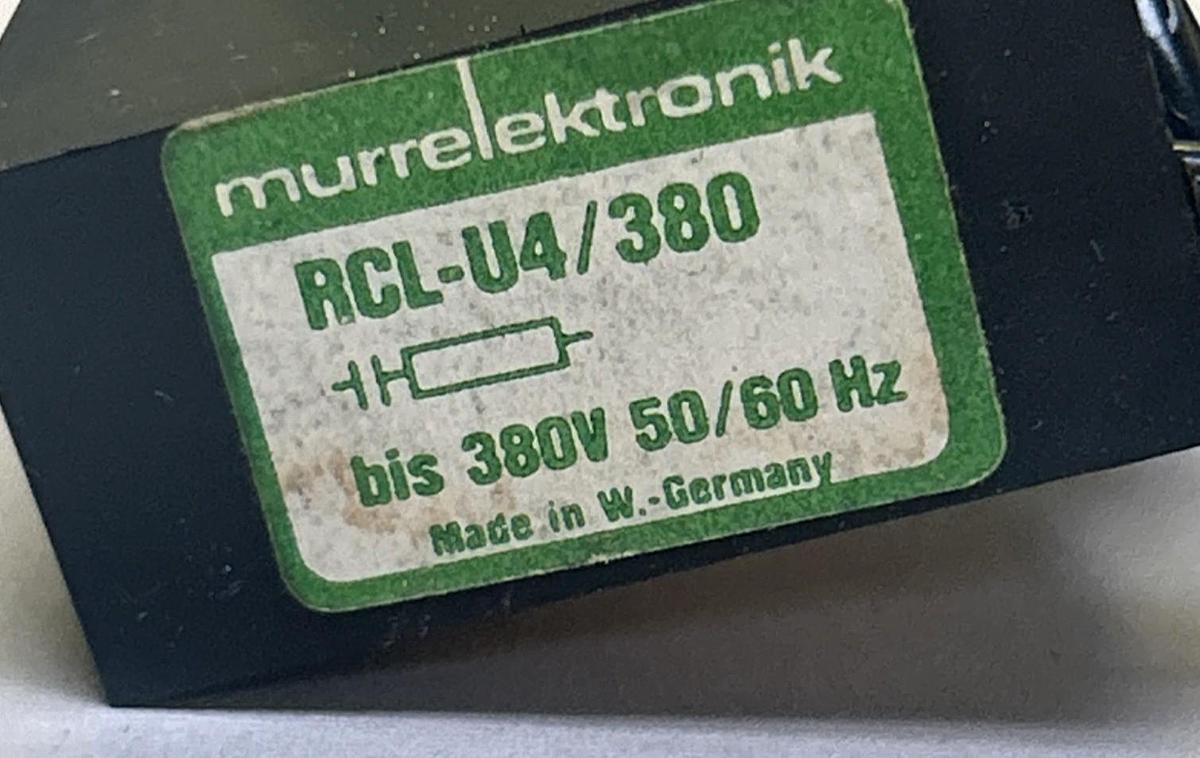 murrelektronik
RCL-U4/380
bis 380V 50/60 Hz
Made in W.-Germany